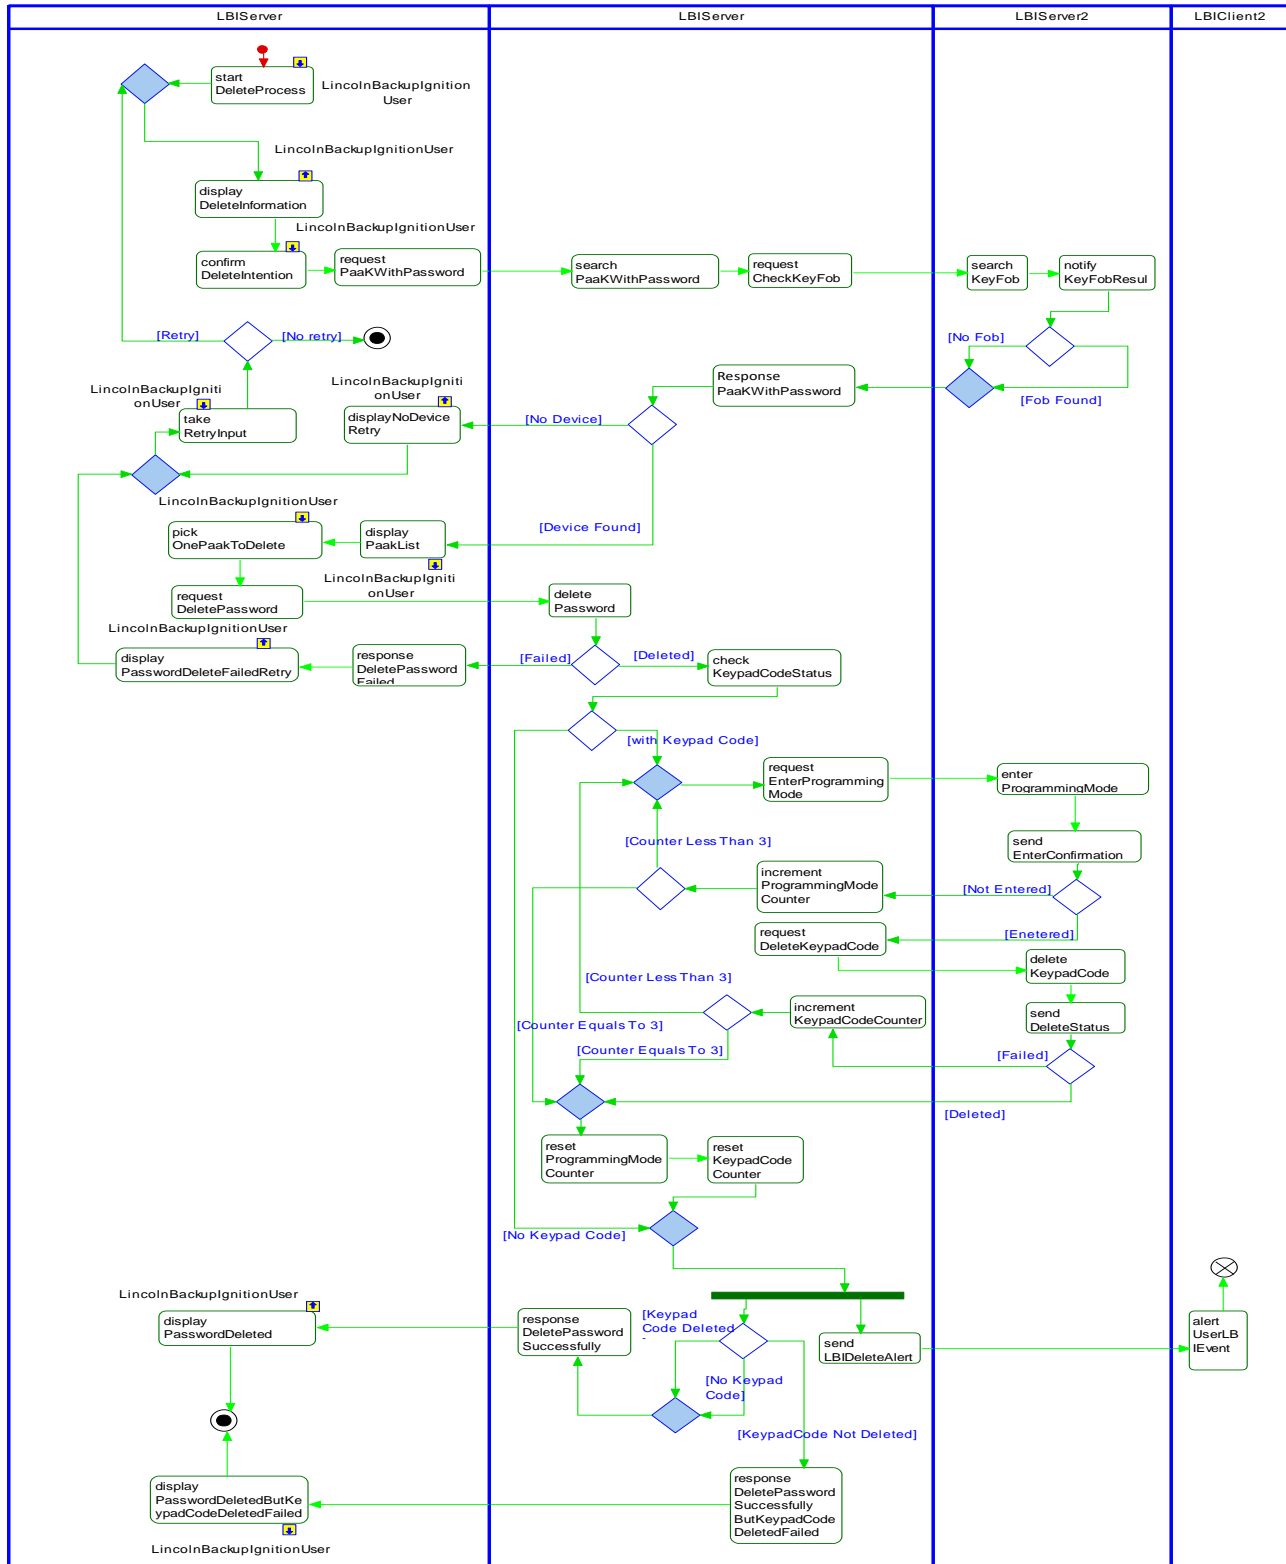 LBIServer
LBIServer
LBIServer2
LBIClient2
start
DeleteProcess
LincolnBackupIgnition
User
LincolnBackupIgnitionUser
display
DeleteInformation
LincolnBackupIgnitionUser
confirm
DeleteIntention
request
PaaKWithPassword
search
PaaKWithPassword
request
CheckKeyFob
search
KeyFob
notify
KeyFobResul
[Retry]
[No retry]
[No Fob]
[Fob Found]
Response
PaaKWithPassword
LincolnBackupIgniti
onUser
LincolnBackupIgniti
onUser
take
RetryInput
displayNoDevice
Retry
[No Device]
LincolnBackupIgnitionUser
[Device Found]
pick
OnePaakToDelete
display
PaakList
LincolnBackupIgniti
onUser
request
DeletePassword
delete
Password
LincolnBackupIgnitionUser
display
PasswordDeleteFailedRetry
response
DeletePassword
Failed
[Failed]
[Deleted]
check
KeypadCodeStatus
[with Keypad Code]
request
EnterProgramming
Mode
enter
ProgrammingMode
[Counter Less Than 3]
send
EnterConfirmation
increment
ProgrammingMode
Counter
[Not Entered]
request
DeleteKeypadCode
[Enetered]
delete
KeypadCode
[Counter Less Than 3]
increment
KeypadCodeCounter
send
DeleteStatus
[Counter Equals To 3]
[Counter Equals To 3]
[Failed]
[Deleted]
reset
ProgrammingMode
Counter
reset
KeypadCode
Counter
[No Keypad Code]
LincolnBackupIgnitionUser
display
PasswordDeleted
response
DeletePassword
Successfully
[Keypad
Code Deleted
send
LBIDeleteAlert
alert
UserLB
IEvent
[No Keypad
Code]
[KeypadCode Not Deleted]
display
PasswordDeletedButKe
ypadCodeDeletedFailed
response
DeletePassword
Successfully
ButKeypadCode
DeletedFailed
LincolnBackupIgnitionUser